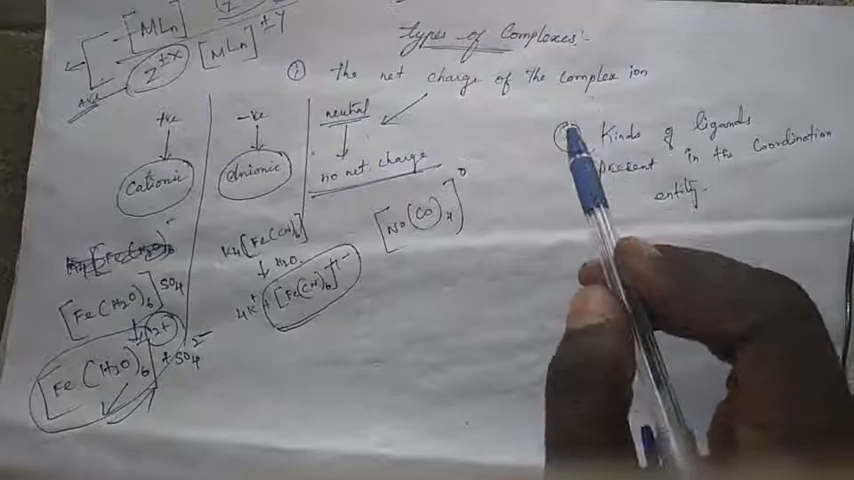 [MLn]
Z±x [MLn]±y
types of Complexes:-
① the net charge of the complex ion
+ve
-ve
neutral
Cationic
Anionic
no net charge
Kinds of ligands
present in the Coordination
entity.
[Fe(H2O)6]SO4
K4[Fe(CN)6]
↓ H2O
4K+ + [Fe(CN)6]4-
[Ni(CO)4]0
[Fe(H2O)6]2+ + SO4 2-